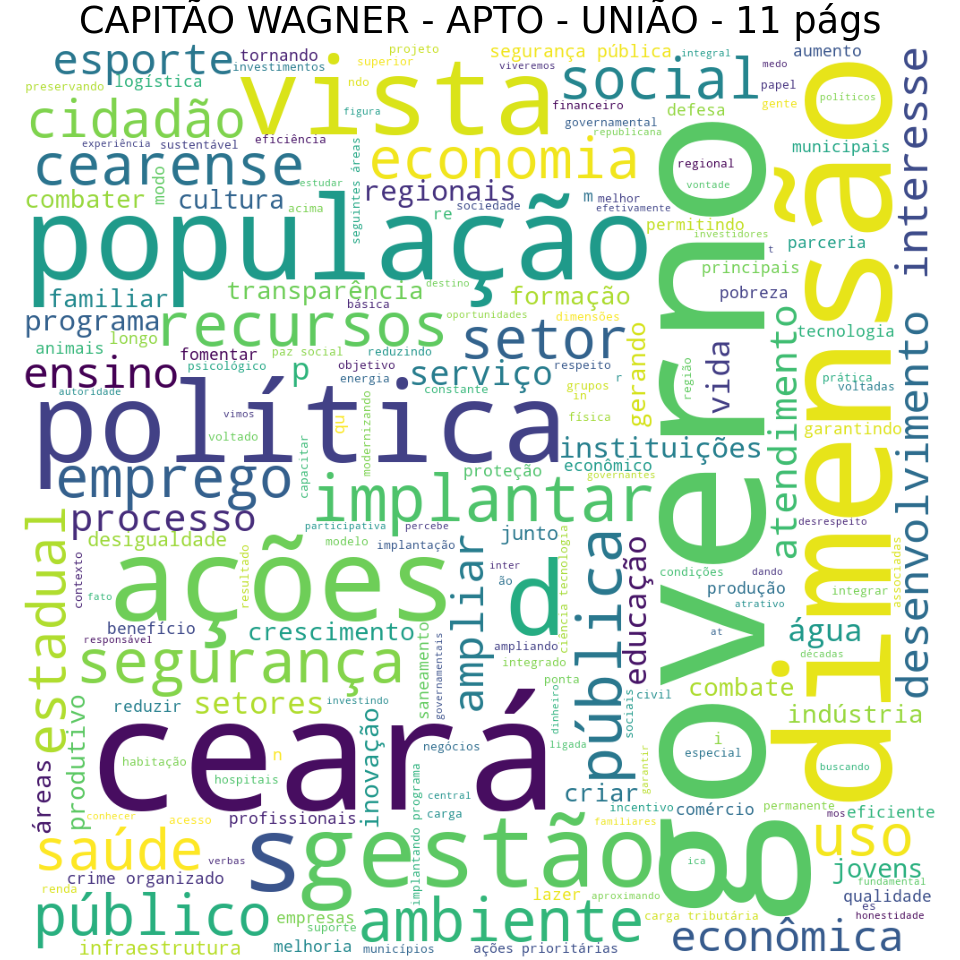 CAPITÃO WAGNER - APTO - UNIÃO - 11 págs
esporte
tornando
projeto
segurança pública
integral
aumento
investimentos
superior
viveremos
medo
vista
social
preservando
logística
ndo
papel
gente
políticos
figura
financeiro
cidadão
governamental
defesa
republicana
interesse
dimensão
governo
experiência
sustentável
eficiência
economia
municipais
cearense
seguintes áreas
regional
estudar
vontade
combater
modo
cultura
acima
regionais
sociedade
re
m
melhor
efetivamente
permitindo
investidores
t
parceria
população
principais
transparência
destino
familiar
básica
formação
pobreza
programa
recursos
oportunidades
dimensões
tecnologia
longo
setor
gerando
vida
atendimento
desenvolvimento
animais
fomentar
paz social
reduzindo
ensino
psicológico
p
objetivo
energia
serviço
respeito
r
região
prática
voltadas
autoridade
constante
grupos
in
política
vimos
qu
modernizando
física
garantindo
voltado
instituições
emprego
capacitar
proteção
econômico
governantes
implantar
processo
desigualdade
participativa
percebe
junto
desrespeito
modelo
implantação
estadual
contexto
ações
resultado
ampliar
inter
ão
d
ciência tecnologia
pública
educação
condições
dando
associadas
produção
integrar
atrativo
fato
benefício
responsável
crescimento
saneamento
governamentais
ampliando
at
água
segurança
integrado
décadas
ponta
combate
reduzir
setores
investindo
dinheiro
sociais
civil
indústria
áreas
produtivo
ceará
inovação
negócios
ligada
garantir
i
especial
habitação
n
hospitais
implantando programa
buscando
central
carga
criar
conhecer
acesso
profissionais
incentivo
comércio
permanente
mos
eficiente
familiares
saúde
verbas
s
gestão
uso
ica
crime organizado
jovens
fundamental
renda
lazer
aproximando
qualidade
público
empresas
suporte
ambiente
carga tributária
es
honestidade
infraestrutura
melhoria
municípios
ações prioritárias
econômica